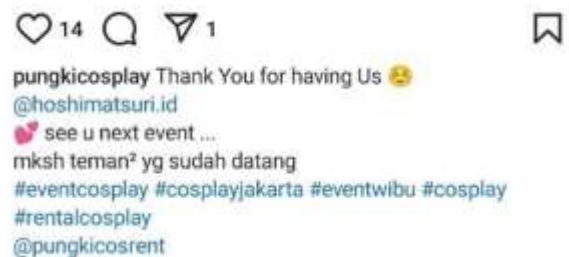 14 1
pungkicosplay Thank You for having Us ☺️
@hoshimatsuri.id
💕 see u next event ...
mksh teman² yg sudah datang
#eventcosplay #cosplayjakarta #eventwibu #cosplay
#rentalcosplay
@pungkicosrent